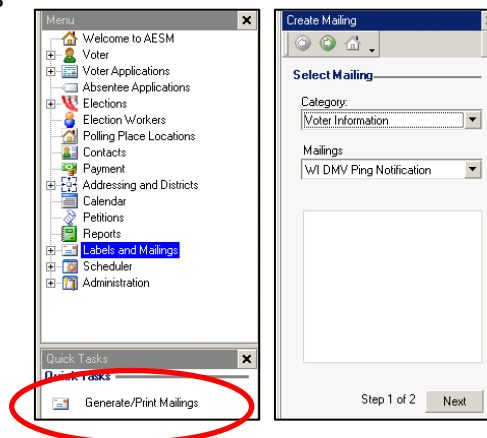 Menu
Welcome to AESM
Voter
Voter Applications
Absentee Applications
Elections
Election Workers
Polling Place Locations
Contacts
Payment
Addressing and Districts
Calendar
Petitions
Reports
Labels and Mailings
Scheduler
Administration
Quick Tasks
Quick Tasks
Generate/Print Mailings
Create Mailing
Select Mailing
Category:
Voter Information
Mailings
WI DMV Ping Notification
Step 1 of 2 Next